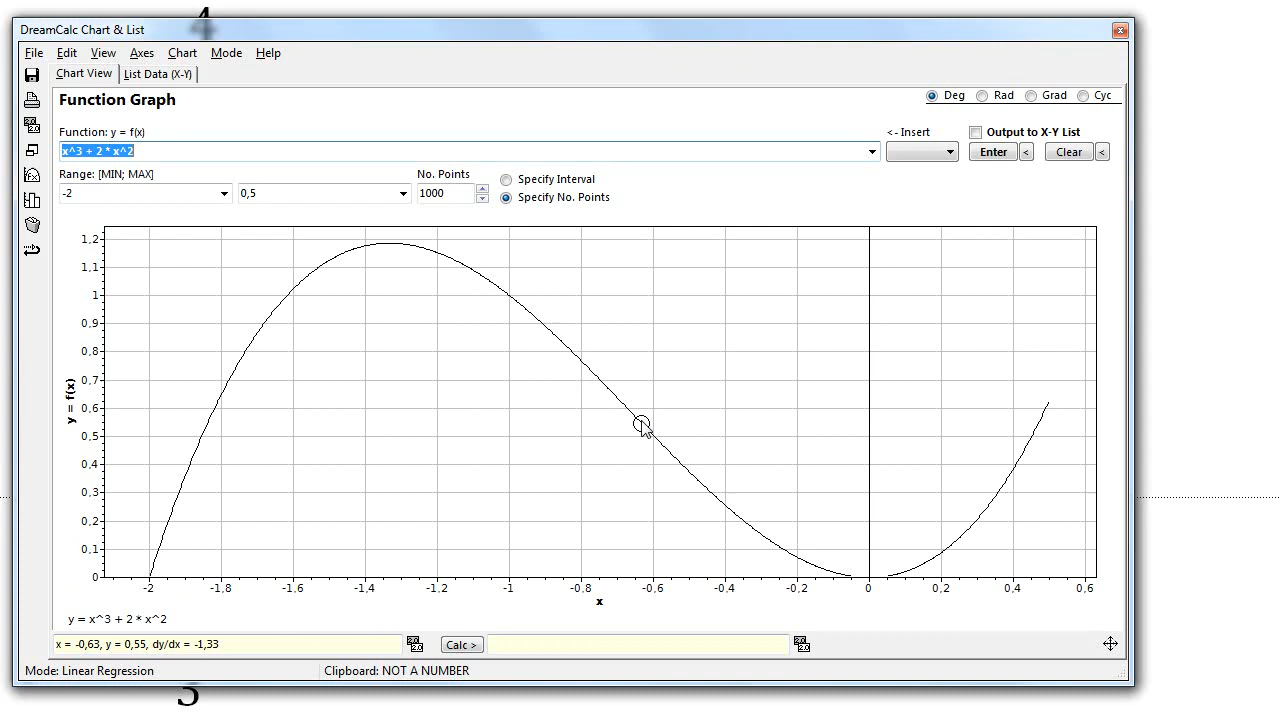 4
DreamCalc Chart & List
File Edit View Axes Chart Mode Help
Chart View List Data (X-Y)
Function Graph
Deg Rad Grad Cyc
Function: y = f(x)
<- Insert
Output to X-Y List
x^3 + 2 * x^2
Enter < Clear <
Range: [MIN; MAX]
No. Points
Specify Interval
-2 0,5 1000
Specify No. Points
1,2
1,1
1
0,9
0,8
0,7
0,6
0,5
0,4
0,3
0,2
0,1
0
y = f(x)
-2 -1,8 -1,6 -1,4 -1,2 -1 -0,8 -0,6 -0,4 -0,2 0 0,2 0,4 0,6
x
y = x^3 + 2 * x^2
x = -0,63, y = 0,55, dy/dx = -1,33
Calc >
Mode: Linear Regression
Clipboard: NOT A NUMBER